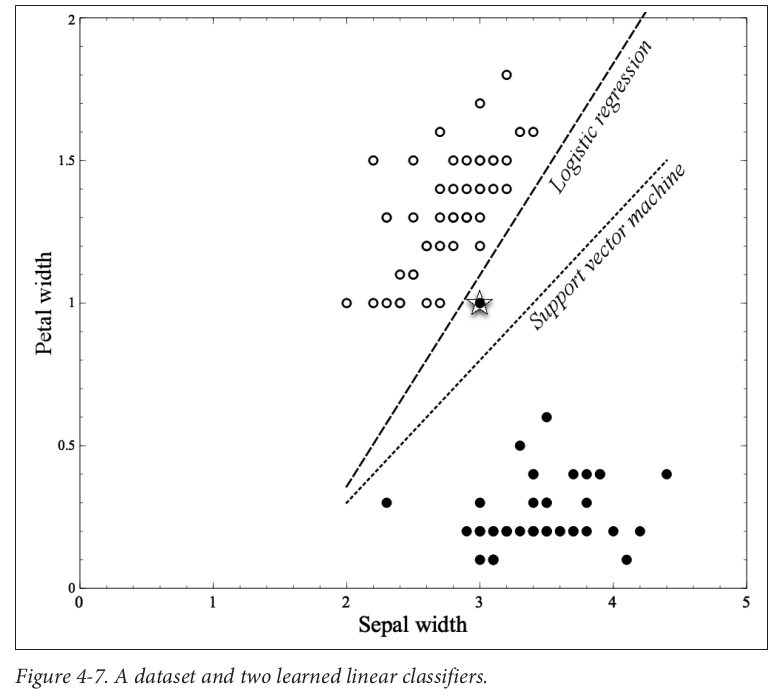 2
1.5
1
0.5
0
0
1
2
3
4
5
Petal width
Sepal width
Logistic regression
Support vector machine
Figure 4-7. A dataset and two learned linear classifiers.